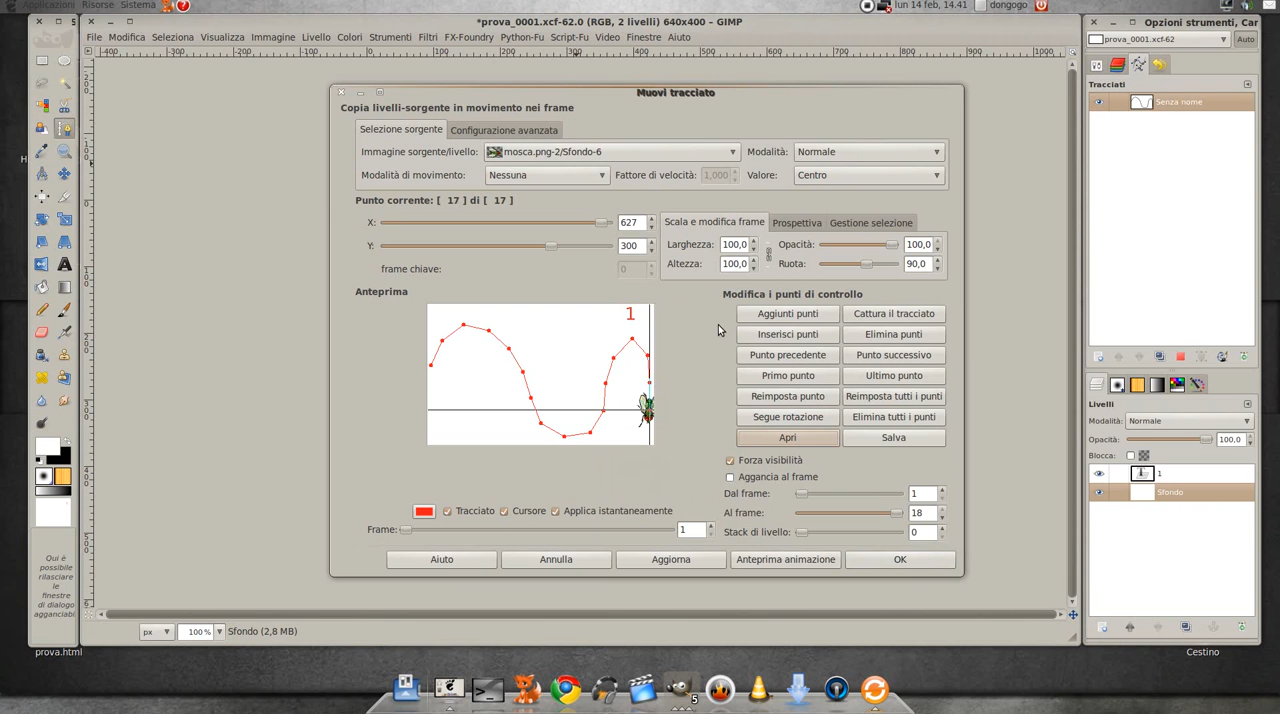 Applicazioni Risorse Sistema ? lun 14 feb, 14.41 dongogo
*prova_0001.xcf-62.0 (RGB, 2 livelli) 640x400 – GIMP
Opzioni strumenti, Car
File Modifica Seleziona Visualizza Immagine Livello Colori Strumenti Filtri FX-Foundry Python-Fu Script-Fu Video Finestre Aiuto
prova_0001.xcf-62 Auto
Tracciati
Senza nome
Muovi tracciato
Copia livelli-sorgente in movimento nei frame
Selezione sorgente Configurazione avanzata
Immagine sorgente/livello: mosca.png-2/Sfondo-6 Modalità: Normale
Modalità di movimento: Nessuna Fattore di velocità: 1,000 Valore: Centro
Punto corrente: [ 17 ] di [ 17 ]
X: 627
Y: 300
frame chiave: 0
Scala e modifica frame Prospettiva Gestione selezione
Larghezza: 100,0 Opacità: 100,0
Altezza: 100,0 Ruota: 90,0
Anteprima
1
Modifica i punti di controllo
Aggiunti punti Cattura il tracciato
Inserisci punti Elimina punti
Punto precedente Punto successivo
Primo punto Ultimo punto
Reimposta punto Reimposta tutti i punti
Segue rotazione Elimina tutti i punti
Apri Salva
Forza visibilità
Aggancia al frame
Dal frame: 1
Al frame: 18
Stack di livello: 0
Tracciato Cursore Applica istantaneamente
Frame: 1
Aiuto Annulla Aggiorna Anteprima animazione OK
Livelli
Modalità: Normale
Opacità: 100,0
Blocca:
1
Sfondo
Qui è
possibile
rilasciare
le
finestre
di dialogo
agganciabili
px 100% Sfondo (2,8 MB)
prova.html
Cestino
5